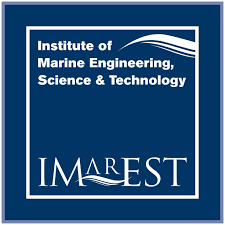 Institute of
Marine Engineering,
Science & Technology
IMarEST